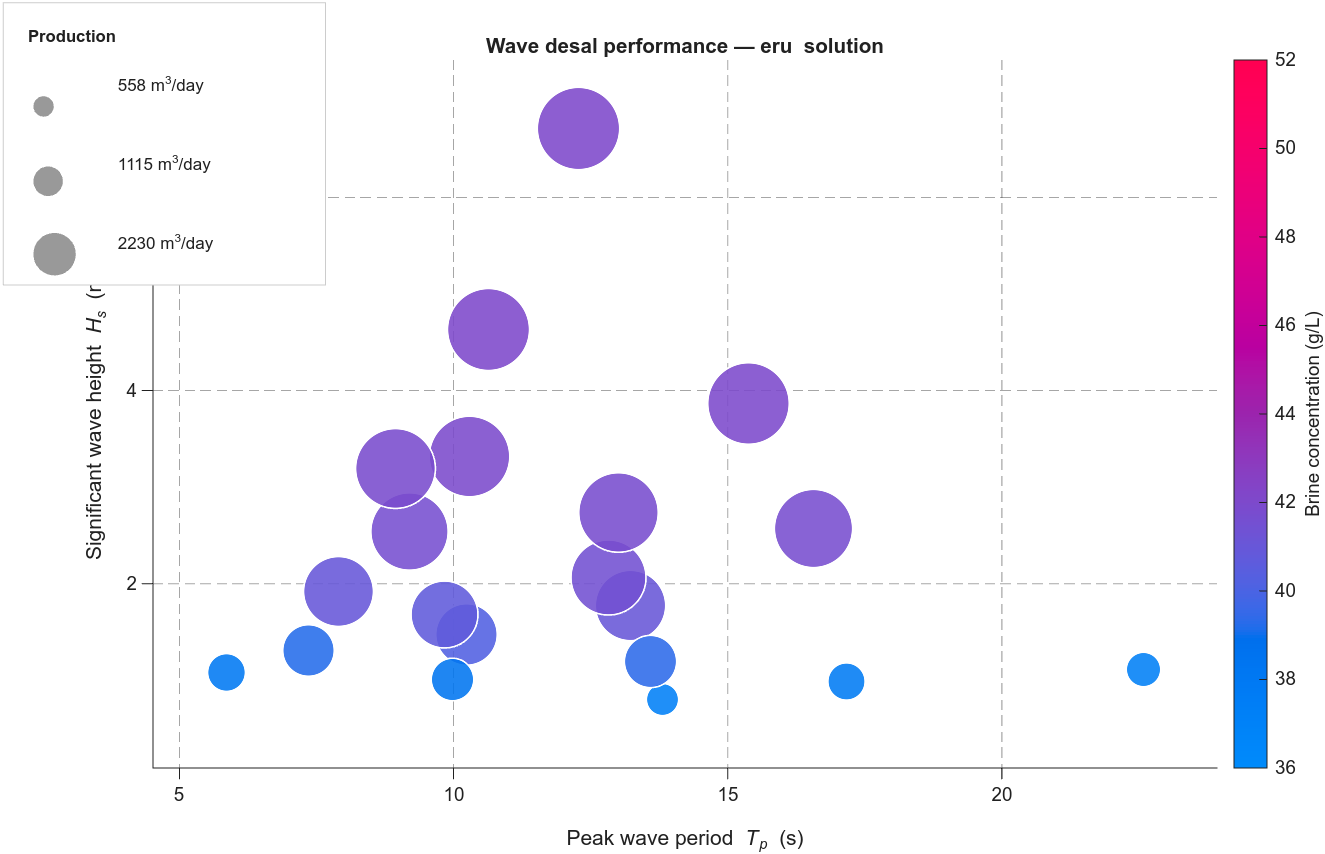 Production
558 m³/day
1115 m³/day
2230 m³/day
Wave desal performance — eru solution
Significant wave height Hₛ
4
2
5
10
15
20
Peak wave period Tₚ (s)
52
50
48
46
44
42
40
38
36
Brine concentration (g/L)